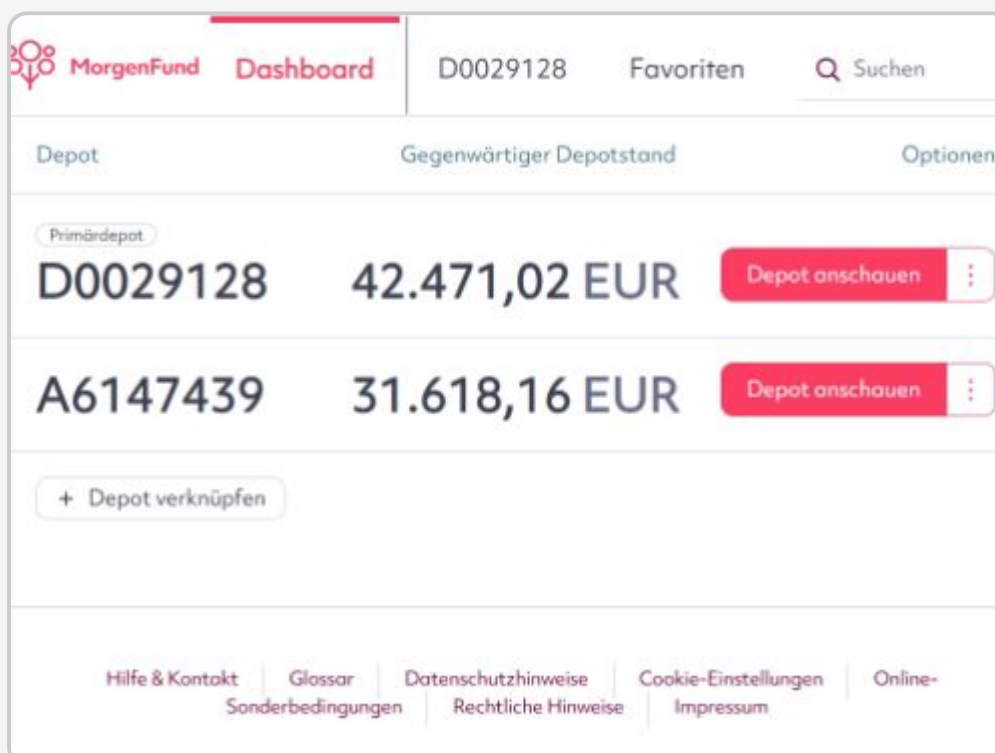 MorgenFund Dashboard D0029128 Favoriten Suchen
Depot Gegenwärtiger Depotstand Optionen
Primärdepot
D0029128 42.471,02 EUR Depot anschauen
A6147439 31.618,16 EUR Depot anschauen
+ Depot verknüpfen
Hilfe & Kontakt Glossar Datenschutzhinweise Cookie-Einstellungen Online-
Sonderbedingungen Rechtliche Hinweise Impressum